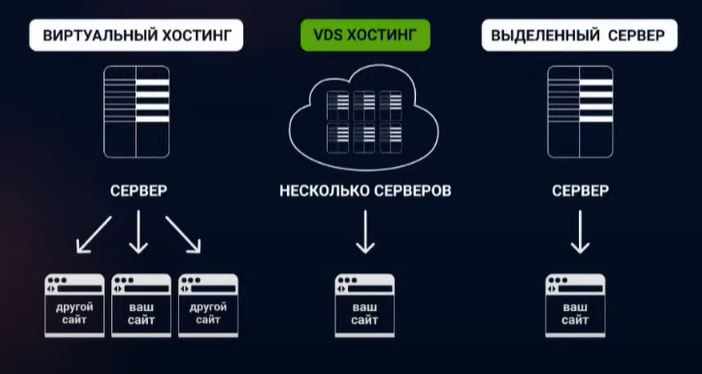 ВИРТУАЛЬНЫЙ ХОСТИНГ
VDS ХОСТИНГ
ВЫДЕЛЕННЫЙ СЕРВЕР
СЕРВЕР
НЕСКОЛЬКО СЕРВЕРОВ
СЕРВЕР
другой
сайт
ваш
сайт
другой
сайт
ваш
сайт
ваш
сайт